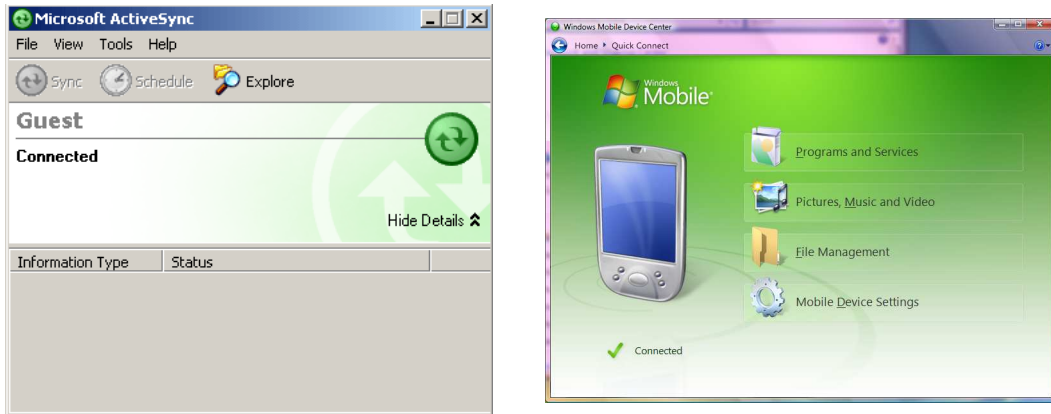 Microsoft ActiveSync
File View Tools Help
Sync Schedule Explore
Guest
Connected
Hide Details
Information Type Status
Windows Mobile Device Center
Home Quick Connect
Windows
Mobile
Programs and Services
Pictures, Music and Video
File Management
Mobile Device Settings
Connected